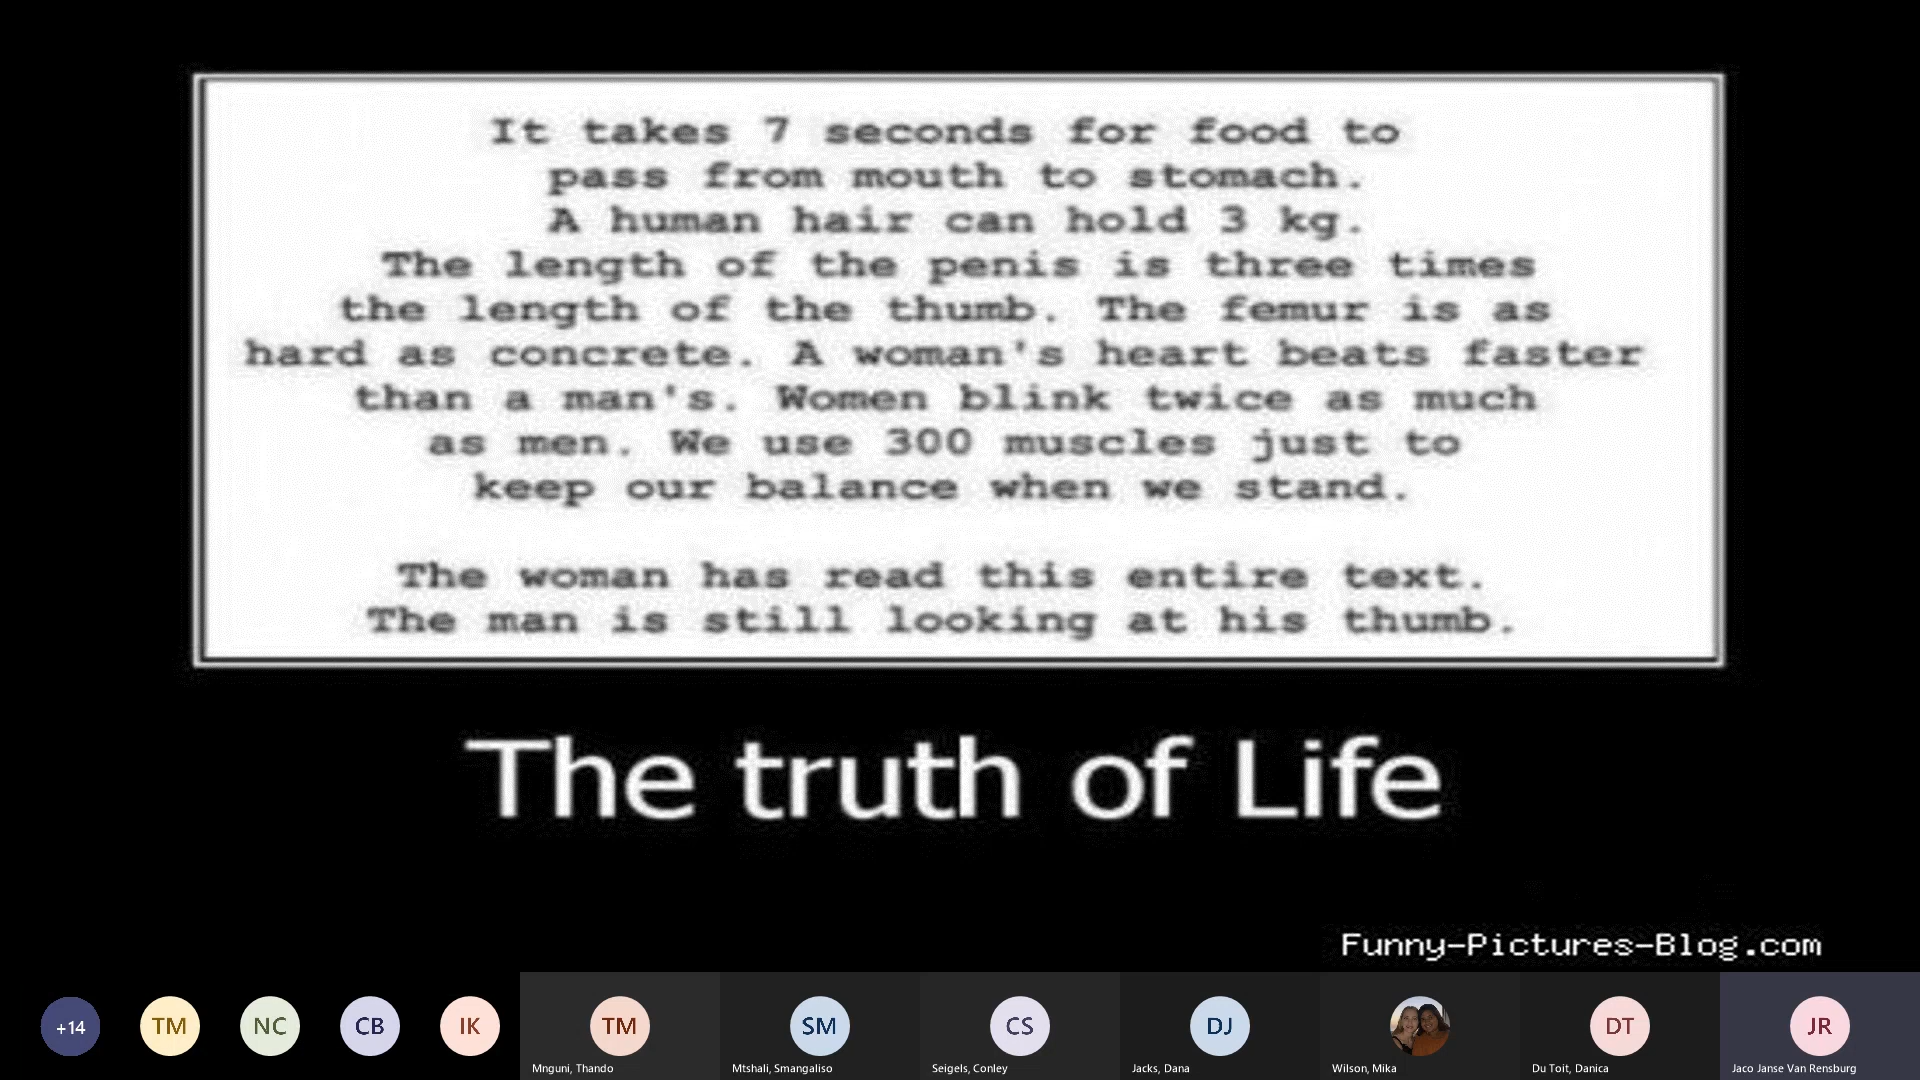 It takes 7 seconds for food to
pass from mouth to stomach.
A human hair can hold 3 kg.
The length of the penis is three times
the length of the thumb. The femur is as
hard as concrete. A woman's heart beats faster
than a man's. Women blink twice as much
as men. We use 300 muscles just to
keep our balance when we stand.
The woman has read this entire text.
The man is still looking at his thumb.
The truth of Life
Funny-Pictures-Blog.com
+14 TM NC CB IK TM SM CS DJ DT JR
Mnguni, Thando Mtshali, Smangaliso Seigels, Conley Jacks, Dana Wilson, Mika Du Toit, Danica Jaco Janse Van Rensburg